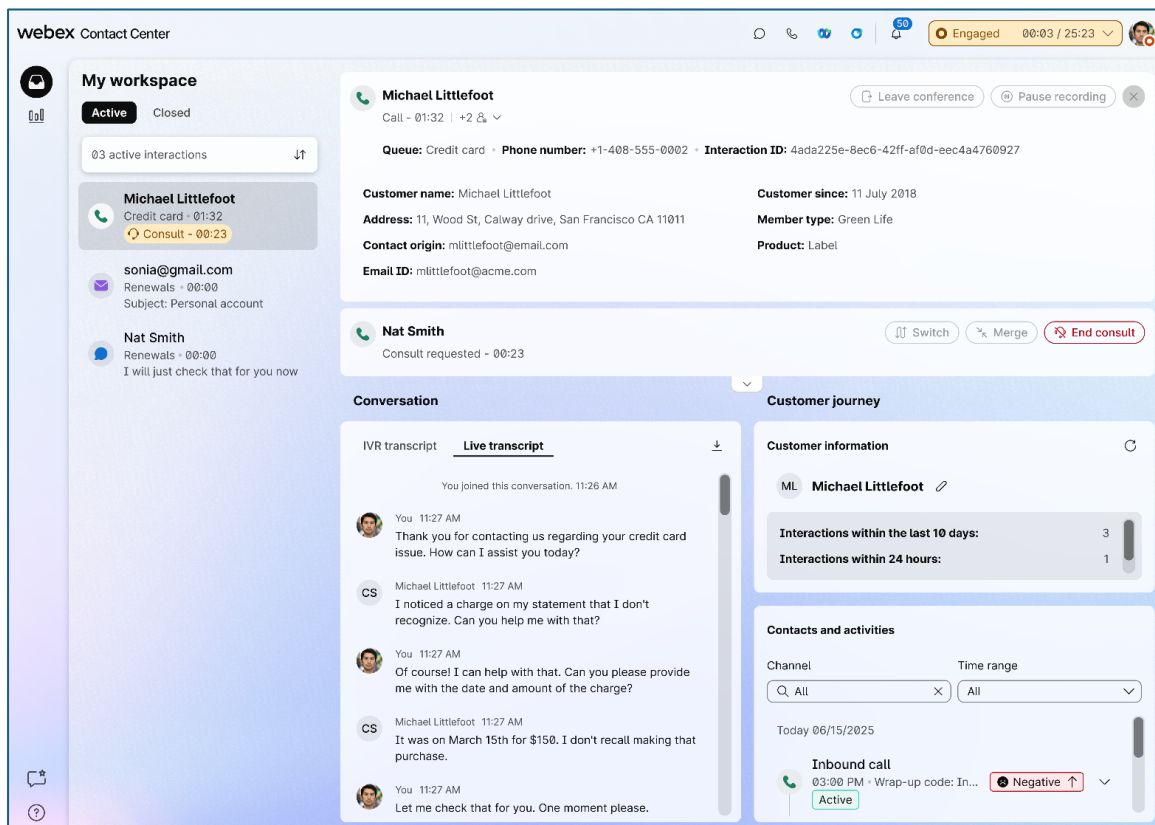 webex Contact Center
50
Engaged 00:03 / 25:23
My workspace
Active Closed
03 active interactions
Michael Littlefoot
Credit card • 01:32
Consult - 00:23
sonia@gmail.com
Renewals • 00:00
Subject: Personal account
Nat Smith
Renewals • 00:00
I will just check that for you now
Michael Littlefoot
Call - 01:32 | +2
Leave conference
Pause recording
Queue: Credit card • Phone number: +1-408-555-0002 • Interaction ID: 4ada225e-8ec6-42ff-af0d-eec4a4760927
Customer name: Michael Littlefoot
Address: 11, Wood St, Calway drive, San Francisco CA 11011
Contact origin: mlittlefoot@email.com
Email ID: mlittlefoot@acme.com
Customer since: 11 July 2018
Member type: Green Life
Product: Label
Nat Smith
Consult requested - 00:23
Switch
Merge
End consult
Conversation
IVR transcript Live transcript
You joined this conversation. 11:26 AM
You 11:27 AM
Thank you for contacting us regarding your credit card
issue. How can I assist you today?
CS
Michael Littlefoot 11:27 AM
I noticed a charge on my statement that I don't
recognize. Can you help me with that?
You 11:27 AM
Of course! I can help with that. Can you please provide
me with the date and amount of the charge?
CS
Michael Littlefoot 11:27 AM
It was on March 15th for $150. I don't recall making that
purchase.
You 11:27 AM
Let me check that for you. One moment please.
Customer journey
Customer information
ML Michael Littlefoot
Interactions within the last 10 days: 3
Interactions within 24 hours: 1
Contacts and activities
Channel
All
Time range
All
Today 06/15/2025
Inbound call
03:00 PM • Wrap-up code: In...
Negative
Active